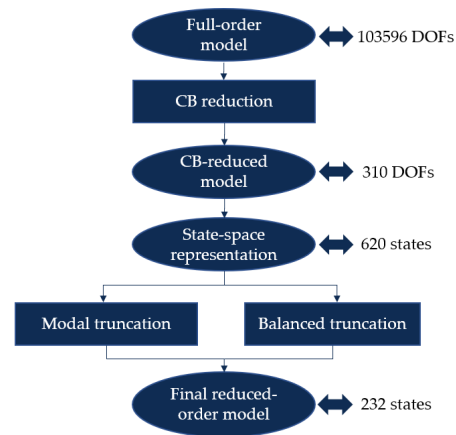 Full-order
model
103596 DOFs
CB reduction
CB-reduced
model
310 DOFs
State-space
representation
620 states
Modal truncation
Balanced truncation
Final reduced-
order model
232 states